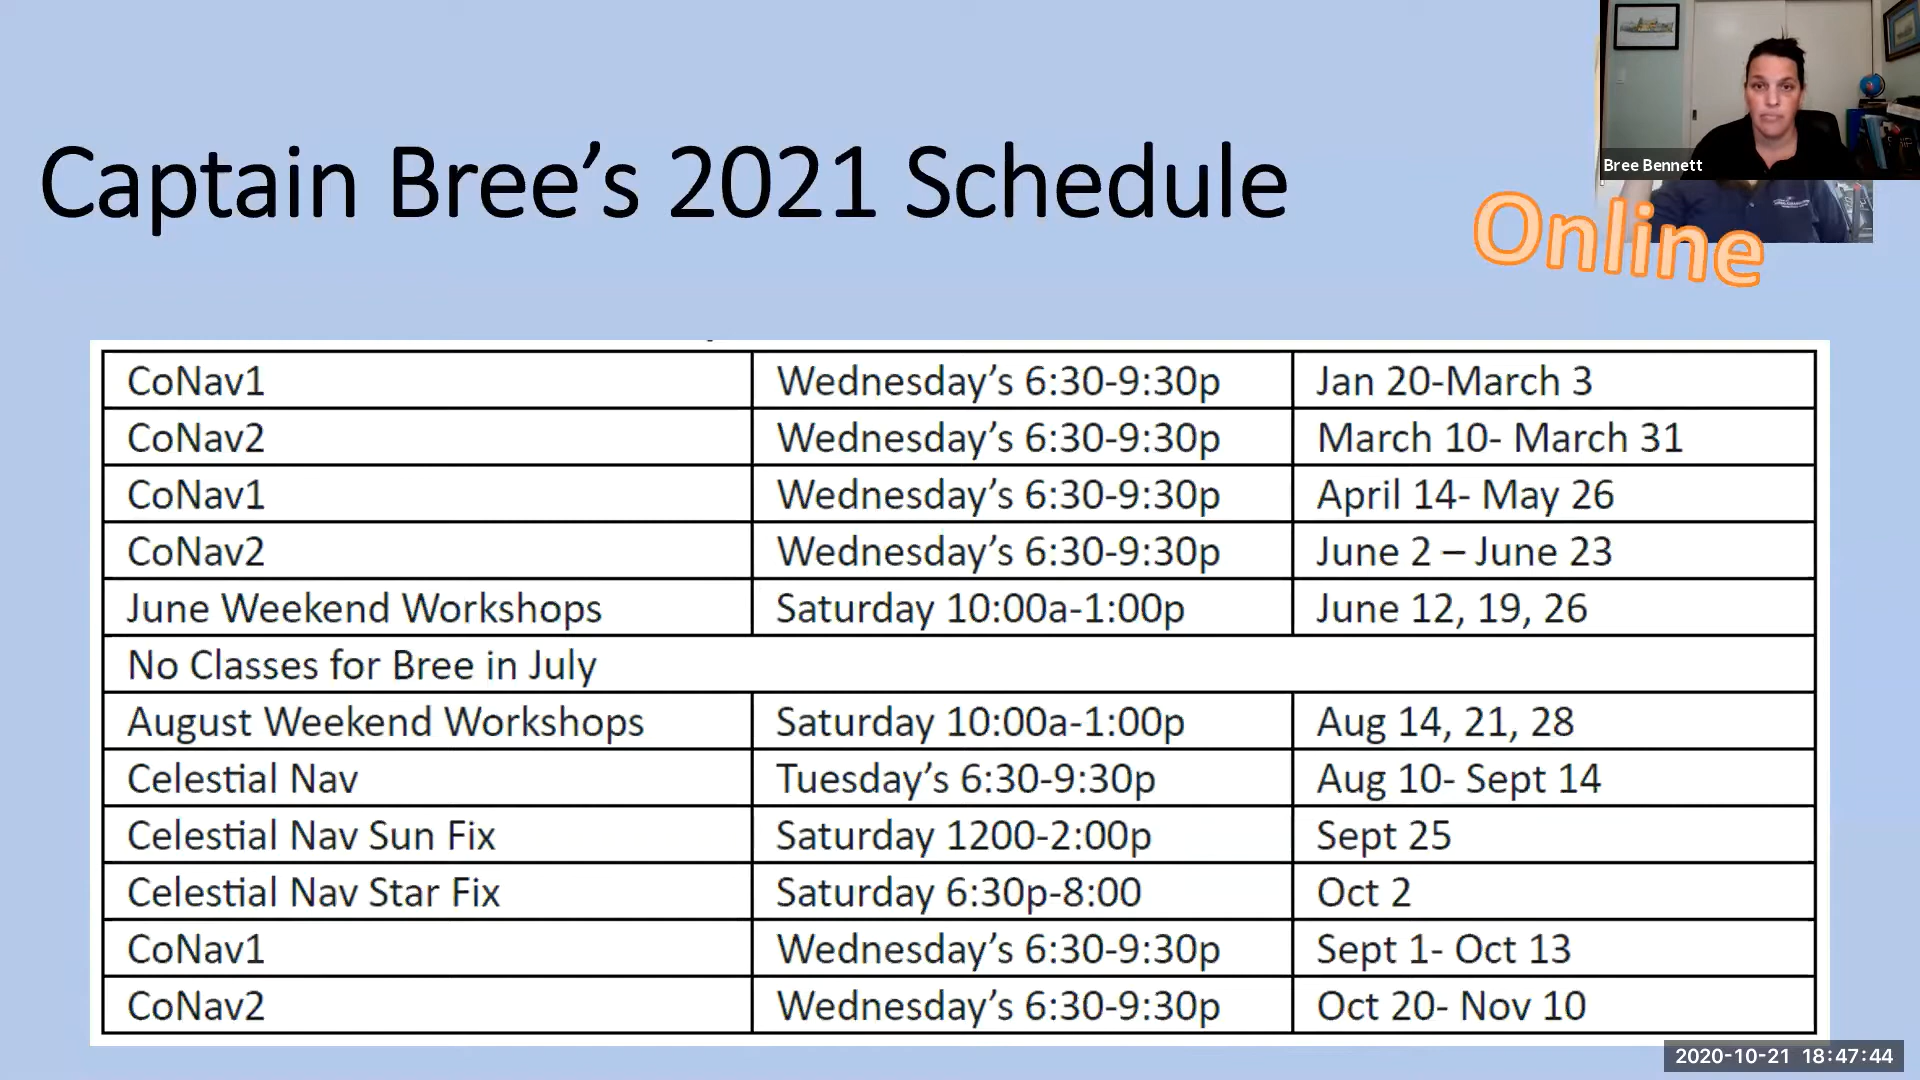 Captain Bree’s 2021 Schedule
Bree Bennett
Online
CoNav1 Wednesday’s 6:30-9:30p Jan 20-March 3
CoNav2 Wednesday’s 6:30-9:30p March 10- March 31
CoNav1 Wednesday’s 6:30-9:30p April 14- May 26
CoNav2 Wednesday’s 6:30-9:30p June 2 – June 23
June Weekend Workshops Saturday 10:00a-1:00p June 12, 19, 26
No Classes for Bree in July
August Weekend Workshops Saturday 10:00a-1:00p Aug 14, 21, 28
Celestial Nav Tuesday’s 6:30-9:30p Aug 10- Sept 14
Celestial Nav Sun Fix Saturday 1200-2:00p Sept 25
Celestial Nav Star Fix Saturday 6:30p-8:00 Oct 2
CoNav1 Wednesday’s 6:30-9:30p Sept 1- Oct 13
CoNav2 Wednesday’s 6:30-9:30p Oct 20- Nov 10
2020-10-21 18:47:44